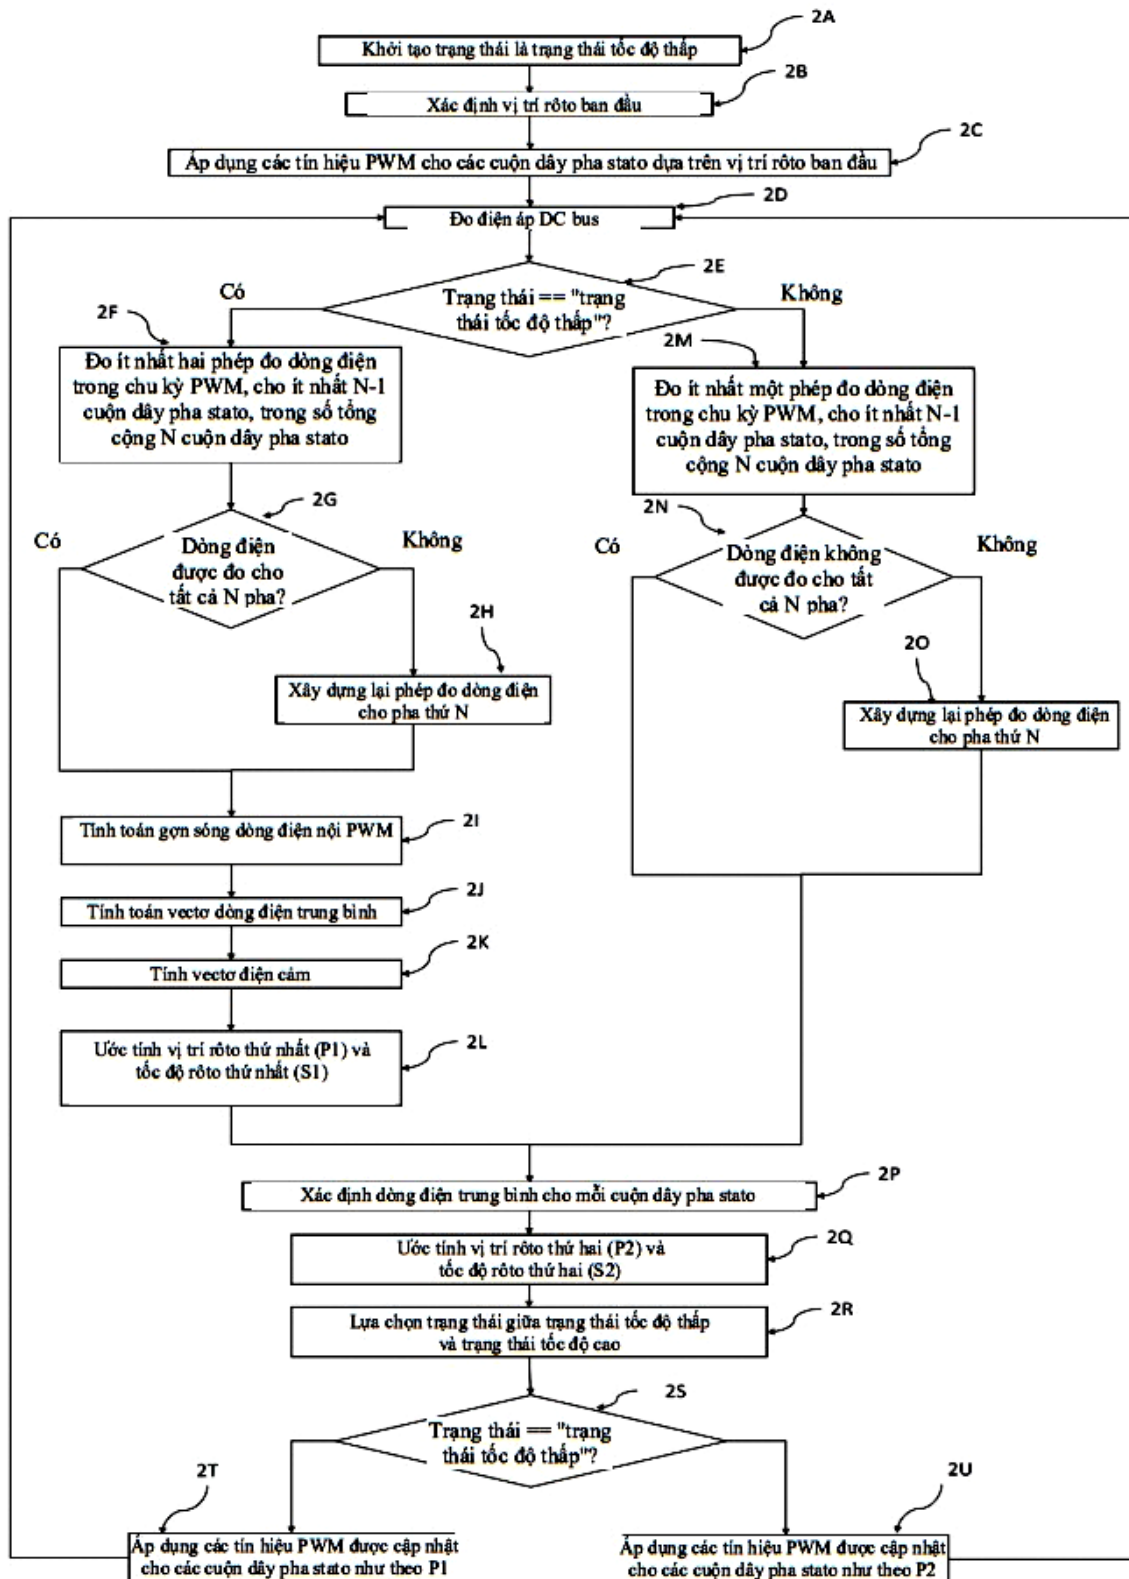 2A
Khởi tạo trạng thái là trạng thái tốc độ thấp
2B
Xác định vị trí rôto ban đầu
2C
Áp dụng các tín hiệu PWM cho các cuộn dây pha stato dựa trên vị trí rôto ban đầu
2D
Đo điện áp DC bus
2E
Có
Trạng thái == "trạng
thái tốc độ thấp"?
Không
2F
Đo ít nhất hai phép đo dòng điện
trong chu kỳ PWM, cho ít nhất N-1
cuộn dây pha stato, trong số tổng
cộng N cuộn dây pha stato
2M
Đo ít nhất một phép đo dòng điện
trong chu kỳ PWM, cho ít nhất N-1
cuộn dây pha stato, trong số tổng
cộng N cuộn dây pha stato
2G
Có
Dòng điện
được đo cho
tất cả N pha?
Không
2N
Có
Dòng điện không
được đo cho tất
cả N pha?
Không
2H
Xây dựng lại phép đo dòng điện
cho pha thứ N
2O
Xây dựng lại phép đo dòng điện
cho pha thứ N
2I
Tính toán gợn sóng dòng điện nội PWM
2J
Tính toán vectơ dòng điện trung bình
2K
Tính vectơ điện cảm
2L
Ước tính vị trí rôto thứ nhất (P1) và
tốc độ rôto thứ nhất (S1)
2P
Xác định dòng điện trung bình cho mỗi cuộn dây pha stato
2Q
Ước tính vị trí rôto thứ hai (P2) và
tốc độ rôto thứ hai (S2)
2R
Lựa chọn trạng thái giữa trạng thái tốc độ thấp
và trạng thái tốc độ cao
2S
Trạng thái == "trạng
thái tốc độ thấp"?
2T
Áp dụng các tín hiệu PWM được cập nhật
cho các cuộn dây pha stato như theo P1
2U
Áp dụng các tín hiệu PWM được cập nhật
cho các cuộn dây pha stato như theo P2